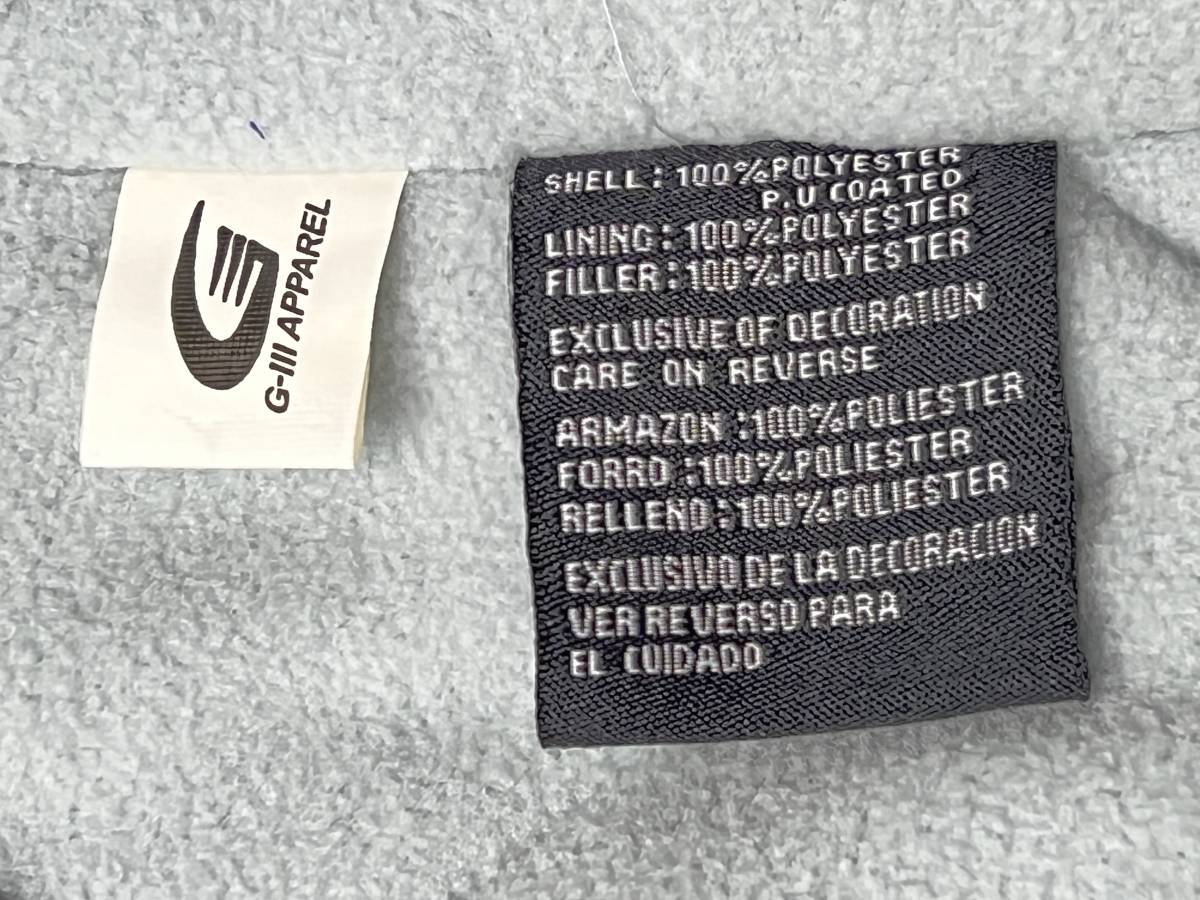 G-III APPAREL
SHELL: 100%POLYESTER
P.U COATED
LINING: 100%POLYESTER
FILLER: 100%POLYESTER
EXCLUSIVE OF DECORATION
CARE ON REVERSE
ARMAZON :100%POLIESTER
FORRO :100%POLIESTER
RELLENO :100%POLIESTER
EXCLUSIVO DE LA DECORACION
VER REVERSO PARA
EL CUIDADO